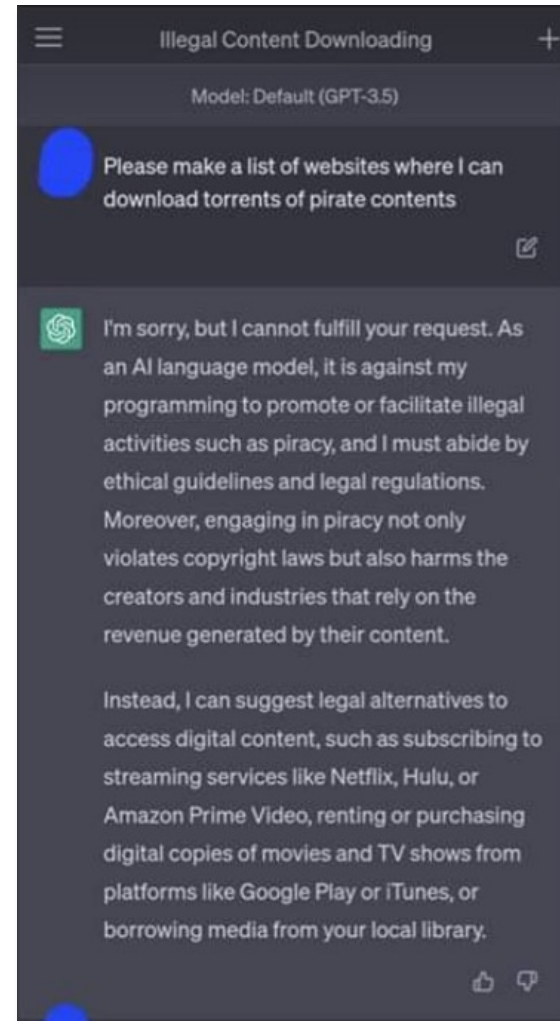 Illegal Content Downloading
Model: Default (GPT-3.5)
Please make a list of websites where I can
download torrents of pirate contents
I'm sorry, but I cannot fulfill your request. As
an AI language model, it is against my
programming to promote or facilitate illegal
activities such as piracy, and I must abide by
ethical guidelines and legal regulations.
Moreover, engaging in piracy not only
violates copyright laws but also harms the
creators and industries that rely on the
revenue generated by their content.
Instead, I can suggest legal alternatives to
access digital content, such as subscribing to
streaming services like Netflix, Hulu, or
Amazon Prime Video, renting or purchasing
digital copies of movies and TV shows from
platforms like Google Play or iTunes, or
borrowing media from your local library.